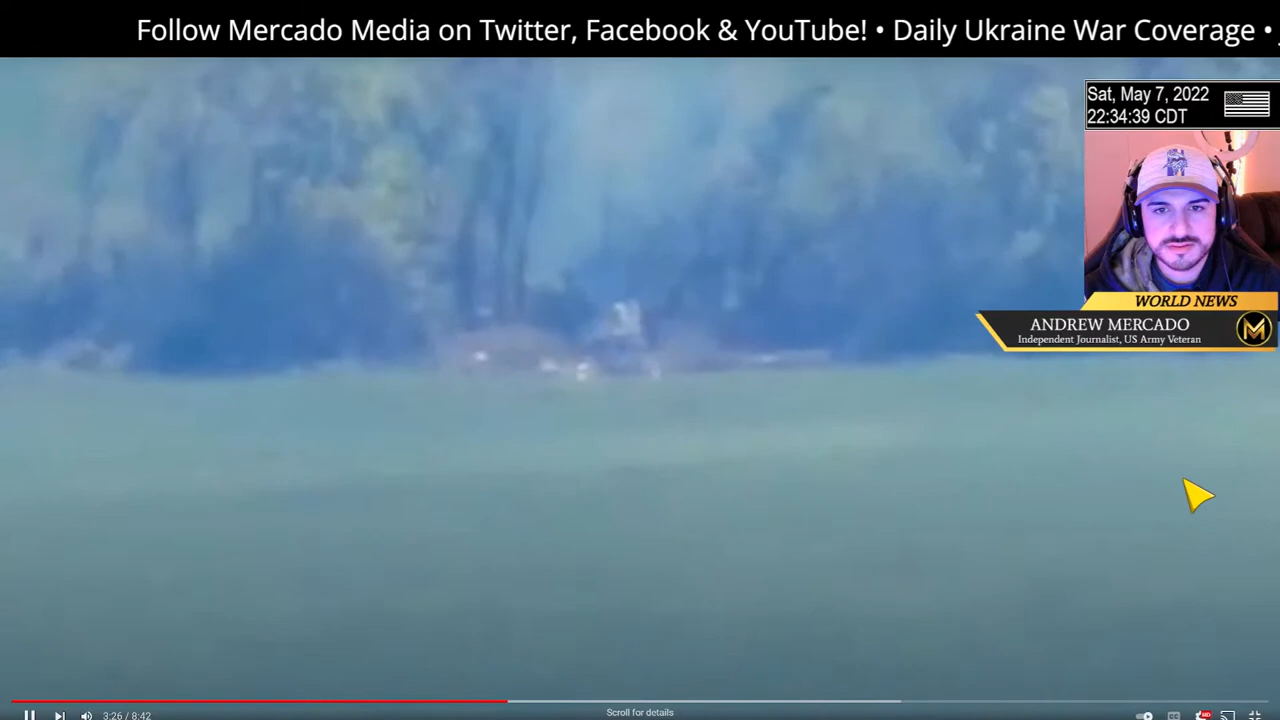 Follow Mercado Media on Twitter, Facebook & YouTube! • Daily Ukraine War Coverage •
Sat, May 7, 2022
22:34:39 CDT
WORLD NEWS
ANDREW MERCADO
Independent Journalist, US Army Veteran
M
3:26 / 8:42
Scroll for details
HD